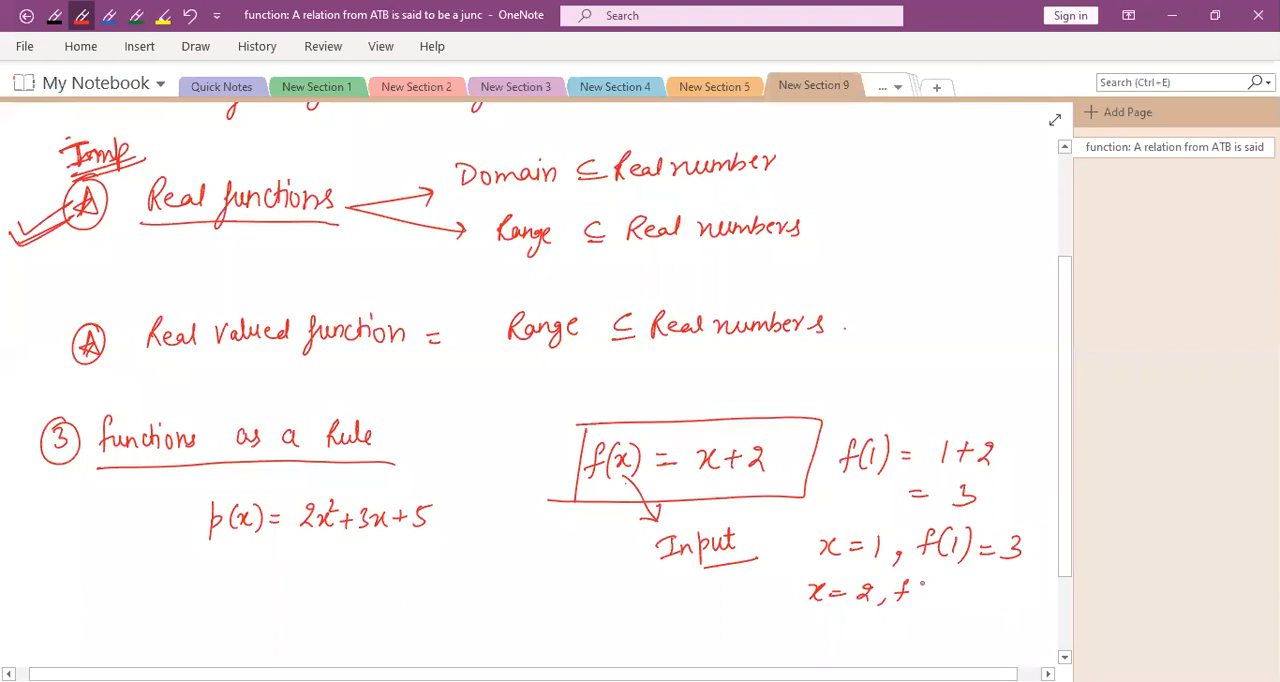 function: A relation from ATB is said to be a junc - OneNote
Search
Sign in
File Home Insert Draw History Review View Help
My Notebook
Quick Notes New Section 1 New Section 2 New Section 3 New Section 4 New Section 5 New Section 9 ...
Search (Ctrl+E)
Add Page
function: A relation from ATB is said
Imp
Real functions
Domain ⊆ Real number
Range ⊆ Real numbers
Real valued function = Range ⊆ Real numbers.
3 functions as a Rule
p(x) = 2x²+3x+5
f(x) = x+2
Input
f(1) = 1+2
= 3
x=1, f(1)=3
x=2, f